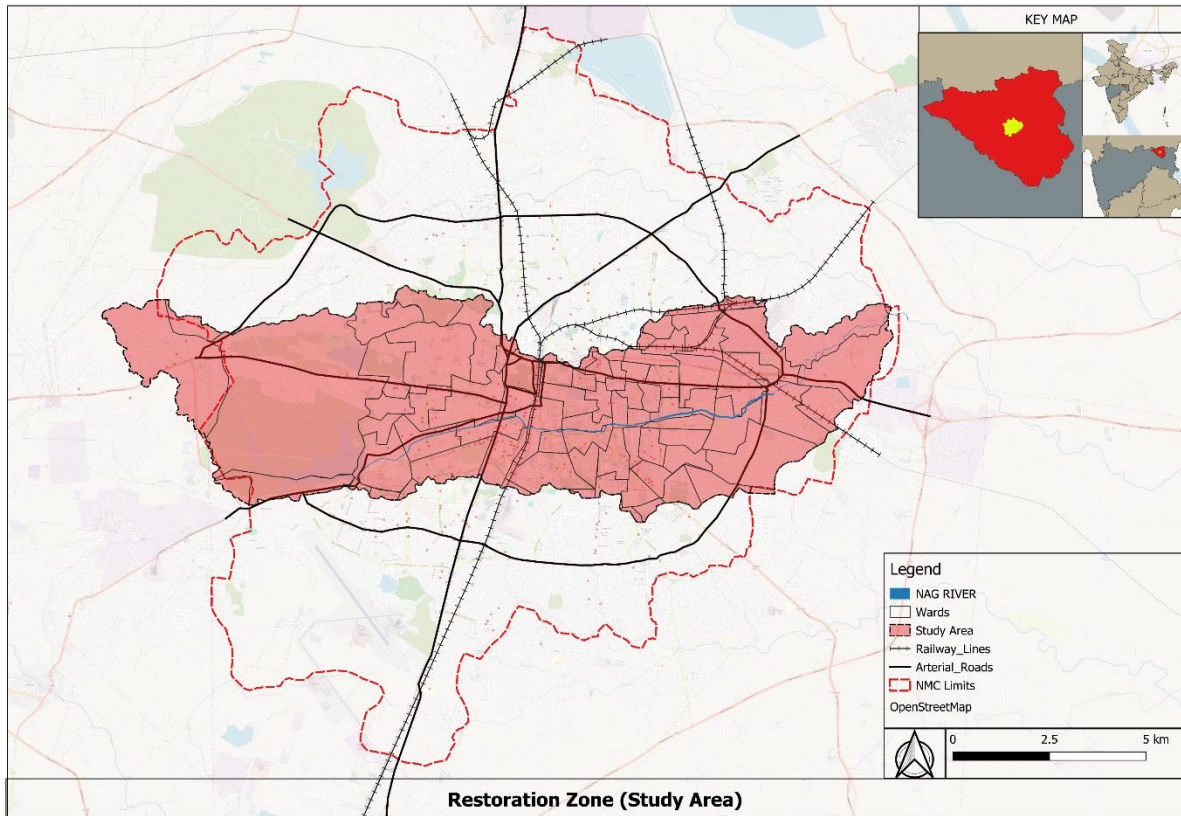 KEY MAP
Legend
NAG RIVER
Wards
Study Area
Railway_Lines
Arterial_Roads
NMC Limits
OpenStreetMap
0 2.5 5 km
Restoration Zone (Study Area)